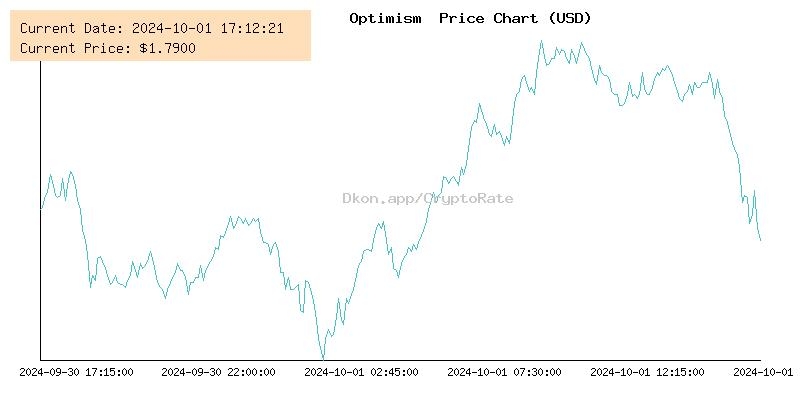 Optimism  Price Chart (USD)
Current Date: 2024-10-01 17:12:21
Current Price: $1.7900
Dkon.app/CryptoRate
2024-09-30 17:15:00 2024-09-30 22:00:00 2024-10-01 02:45:00 2024-10-01 07:30:00 2024-10-01 12:15:00 2024-10-01